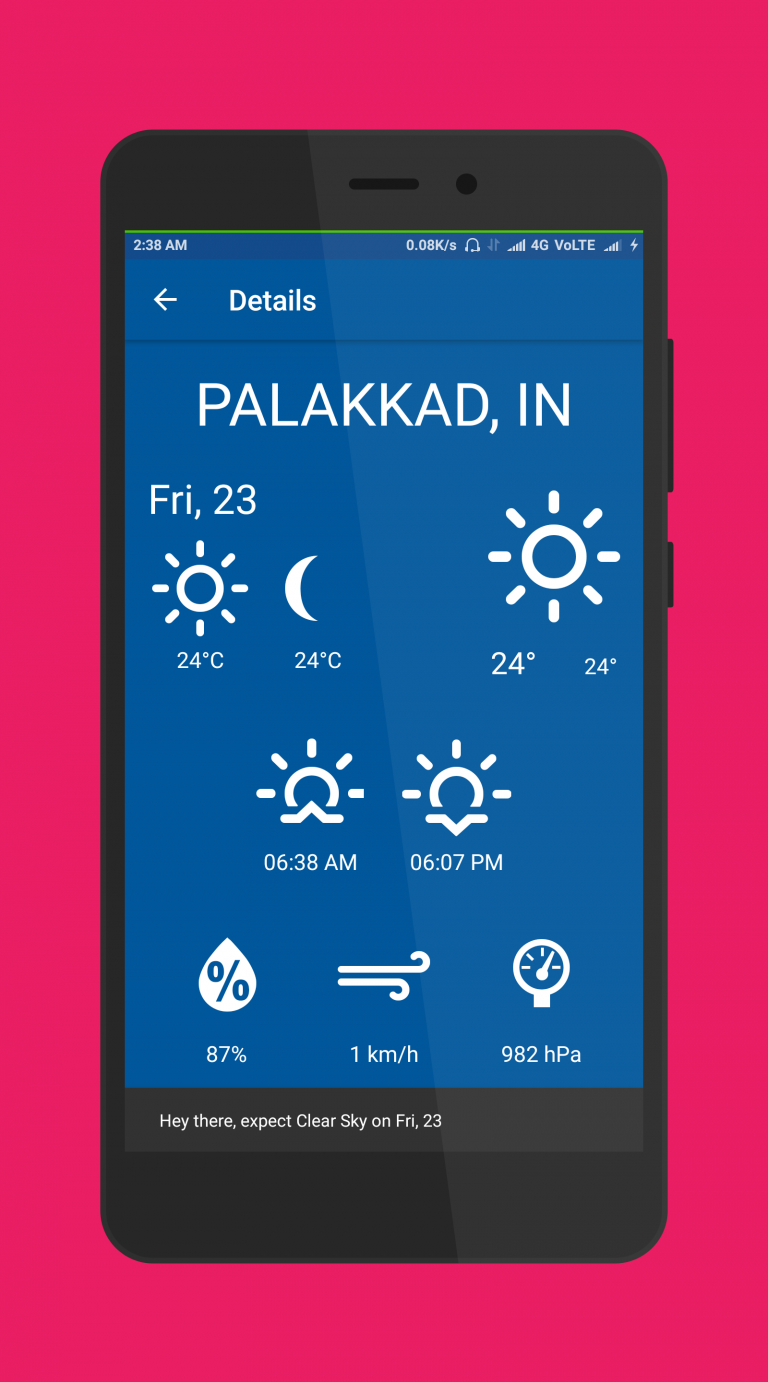 2:38 AM 0.08K/s 4G VoLTE
Details
PALAKKAD, IN
Fri, 23
24°C 24°C
24° 24°
06:38 AM 06:07 PM
%
87% 1 km/h 982 hPa
Hey there, expect Clear Sky on Fri, 23